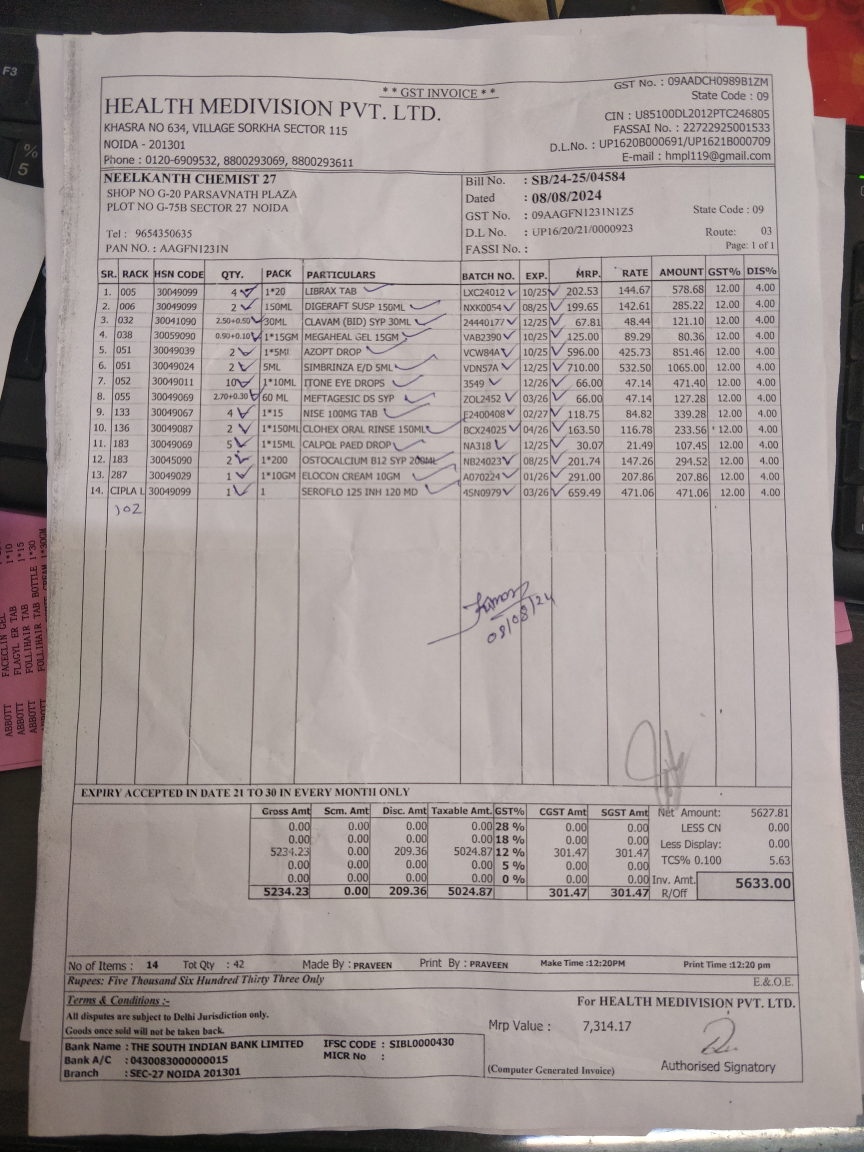 F3
%
5
* * GST INVOICE * *
GST No. : 09AADCH0989B1ZM
State Code : 09
HEALTH MEDIVISION PVT. LTD.
CIN : U85100DL2012PTC246805
KHASRA NO 634, VILLAGE SORKHA SECTOR 115
FASSAI No. : 22722925001533
NOIDA - 201301
D.L.No. : UP1620B000691/UP1621B000709
Phone : 0120-6909532, 8800293069, 8800293611
E-mail : hmpl119@gmail.com
NEELKANTH CHEMIST 27
SHOP NO G-20 PARSAVNATH PLAZA
PLOT NO G-75B SECTOR 27 NOIDA
Tel : 9654350635
PAN NO. : AAGFN1231N
Bill No. : SB/24-25/04584
Dated : 08/08/2024
GST No. : 09AAGFN1231N1Z5 State Code : 09
D.L No. : UP16/20/21/0000923 Route: 03
FASSI No. : Page: 1 of 1
SR. RACK HSN CODE QTY. PACK PARTICULARS BATCH NO. EXP. MRP. RATE AMOUNT GST% DIS%
1. 005 30049099 4 1*20 LIBRAX TAB LXC24012 10/25 202.53 144.67 578.68 12.00 4.00
2. 006 30049099 2 150ML DIGERAFT SUSP 150ML NXK0054 08/25 199.65 142.61 285.22 12.00 4.00
3. 032 30041090 2.50+0.50 30ML CLAVAM (BID) SYP 30ML 24440177 12/25 67.81 48.44 121.10 12.00 4.00
4. 038 30059090 0.90+0.10 1*15GM MEGAHEAL GEL 15GM VAB2390 10/25 125.00 89.29 80.36 12.00 4.00
5. 051 30049039 2 1*5Ml AZOPT DROP VCW84A 10/25 596.00 425.73 851.46 12.00 4.00
6. 051 30049024 2 5ML SIMBRINZA E/D 5ML VDN57A 12/25 710.00 532.50 1065.00 12.00 4.00
7. 052 30049011 10 1*10ML ITONE EYE DROPS 3549 12/26 66.00 47.14 471.40 12.00 4.00
8. 055 30049069 2.70+0.30 60 ML MEFTAGESIC DS SYP ZOL2452 03/26 66.00 47.14 127.28 12.00 4.00
9. 133 30049067 4 1*15 NISE 100MG TAB E2400408 02/27 118.75 84.82 339.28 12.00 4.00
10. 136 30049087 2 1*150ML CLOHEX ORAL RINSE 150ML BCX24025 04/26 163.50 116.78 233.56 12.00 4.00
11. 183 30049069 5 1*15ML CALPOL PAED DROP NA318 12/25 30.07 21.49 107.45 12.00 4.00
12. 183 30045090 2 1*200 OSTOCALCIUM B12 SYP 200ML NB24023 08/25 201.74 147.26 294.52 12.00 4.00
13. 287 30049029 1 1*10GM ELOCON CREAM 10GM A070224 01/26 291.00 207.86 207.86 12.00 4.00
14. CIPLA L 30049099 1 1 SEROFLO 125 INH 120 MD 4SN0979 03/26 659.49 471.06 471.06 12.00 4.00
102
08/08/24
EXPIRY ACCEPTED IN DATE 21 TO 30 IN EVERY MONTH ONLY
Gross Amt Scm. Amt Disc. Amt Taxable Amt. GST% CGST Amt SGST Amt Net Amount: 5627.81
0.00 0.00 0.00 0.00 28 % 0.00 0.00 LESS CN 0.00
0.00 0.00 0.00 0.00 18 % 0.00 0.00 Less Display: 0.00
5234.23 0.00 209.36 5024.87 12 % 301.47 301.47 TCS% 0.100 5.63
0.00 0.00 0.00 0.00 5 % 0.00 0.00
0.00 0.00 0.00 0.00 0 % 0.00 0.00 Inv. Amt. 5633.00
5234.23 0.00 209.36 5024.87 301.47 301.47 R/Off
No of Items : 14 Tot Qty : 42 Made By : PRAVEEN Print By : PRAVEEN Make Time :12:20PM Print Time :12:20 pm
Rupees: Five Thousand Six Hundred Thirty Three Only E.&.O.E.
Terms & Conditions :-
All disputes are subject to Delhi Jurisdiction only.
Goods once sold will not be taken back.
For HEALTH MEDIVISION PVT. LTD.
Mrp Value : 7,314.17
Bank Name : THE SOUTH INDIAN BANK LIMITED IFSC CODE : SIBL0000430
Bank A/C : 0430083000000015 MICR No :
Branch : SEC-27 NOIDA 201301
(Computer Generated Invoice)
Authorised Signatory
ABBOTT FACECLIN GEL
ABBOTT FLAGYL ER TAB 1*10
ABBOTT FOLLIHAIR TAB 1*15
ABBOTT FOLLIHAIR TAB BOTTLE 1*30